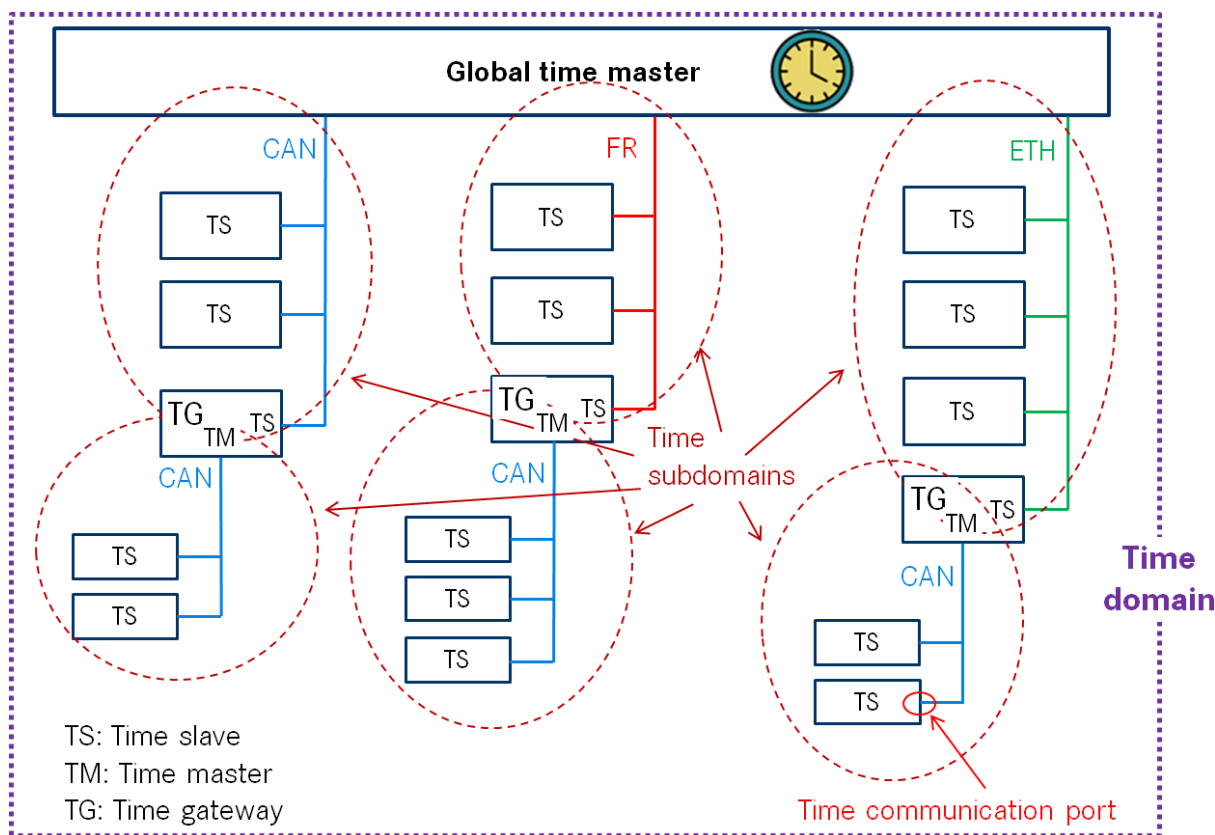 Global time master
CAN
FR
ETH
TS
TS
TS
TS
TS
TS
TS
TG
TM
TS
TG
TM
TS
Time
subdomains
CAN
CAN
TG
TM
TS
TS
TS
TS
TS
TS
CAN
Time
domain
TS
TS
TS: Time slave
TM: Time master
TG: Time gateway
Time communication port